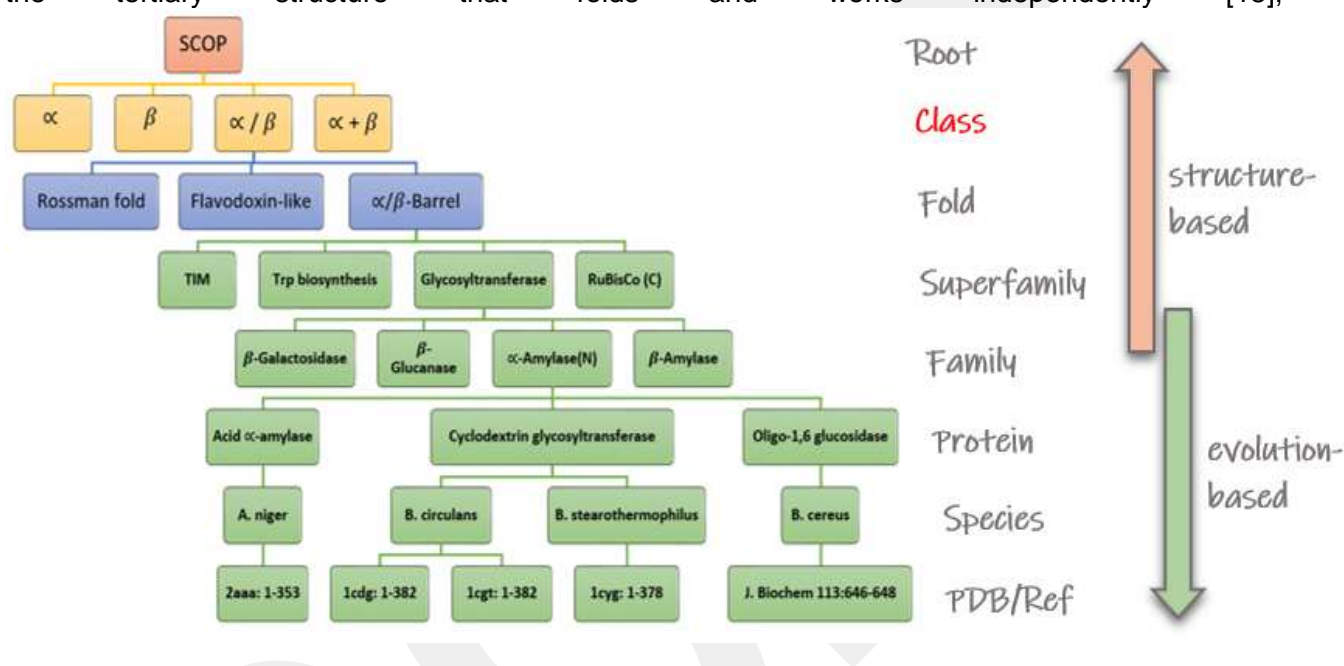 the tertiary structure that folds and works independently [18],
SCOP
Root
∝
β
∝ / β
∝ + β
Class
Rossman fold
Flavodoxin-like
∝/β-Barrel
Fold
structure-
based
TIM
Trp biosynthesis
Glycosyltransferase
RuBisCo (C)
Superfamily
β-Galactosidase
β-
Glucanase
∝-Amylase(N)
β-Amylase
Family
Acid ∝-amylase
Cyclodextrin glycosyltransferase
Oligo-1,6 glucosidase
Protein
evolution-
based
A. niger
B. circulans
B. stearothermophilus
B. cereus
Species
2aaa: 1-353
1cdg: 1-382
1cgt: 1-382
1cyg: 1-378
J. Biochem 113:646-648
PDB/Ref